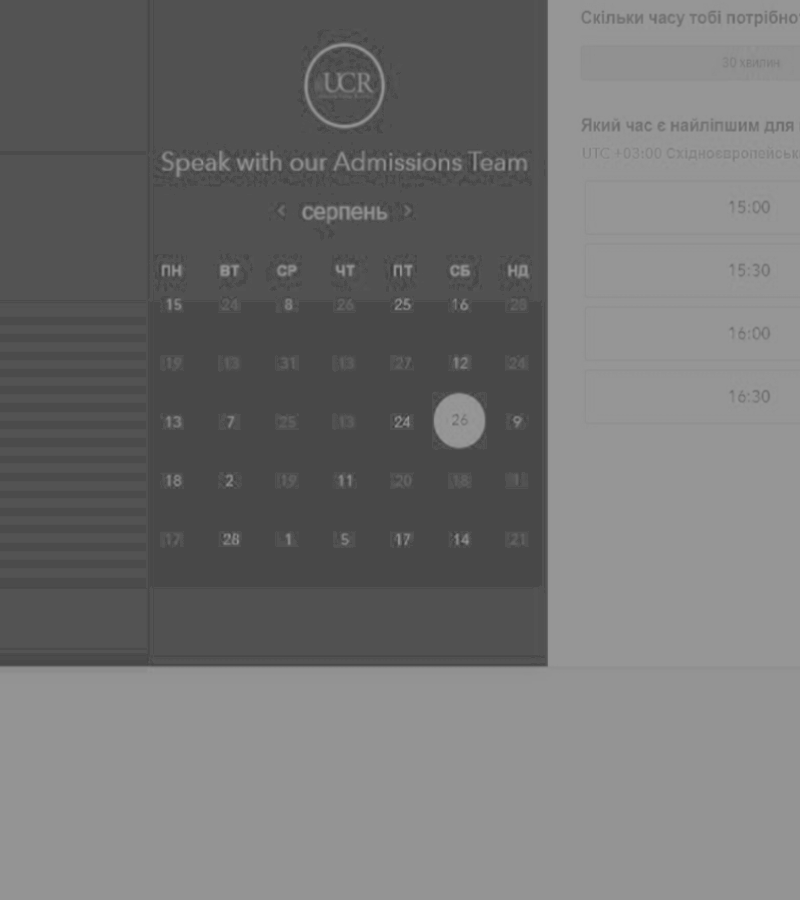 Скільки часу тобі потрібно
30 хвилин
UCR
Speak with our Admissions Team
Який час є найліпшим для
UTC +03:00 Східноєвропейськ
< серпень >
15:00
ПН ВТ СР ЧТ ПТ СБ НД
15:30
15 24 8 26 25 16 28
16:00
19 13 31 13 27 12 24
16:30
13 7 25 13 24 26 9
18 2 19 11 20 18 1
17 28 1 5 17 14 21